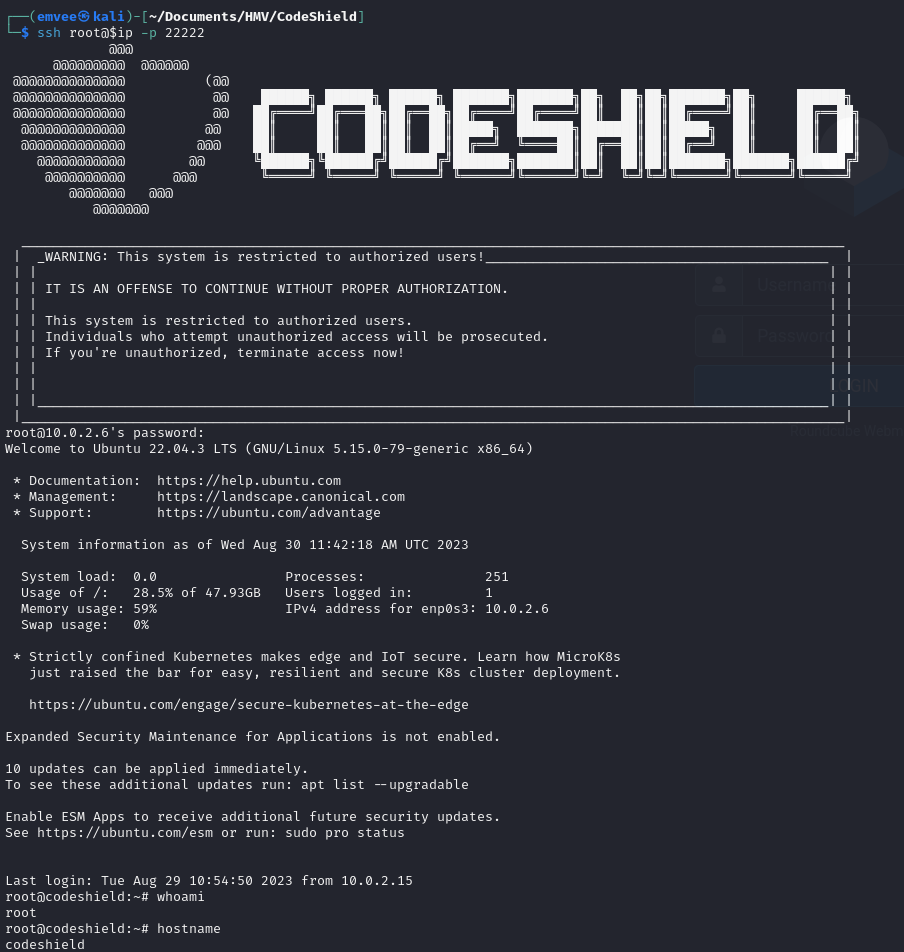 ┌──(emvee㉿kali)-[~/Documents/HMV/CodeShield]
└─$ ssh root@$ip -p 22222
@@@
@@@@@@@@@  @@@@@@
@@@@@@@@@@@@@@          (@@
@@@@@@@@@@@@@@           @@
@@@@@@@@@@@@@@           @@
@@@@@@@@@@@@@          @@
@@@@@@@@@@@@@         @@@
@@@@@@@@@@@        @@
@@@@@@@@@@      @@@
@@@@@@@   @@@
@@@@@@@
CODESHIELD
_WARNING: This system is restricted to authorized users!
IT IS AN OFFENSE TO CONTINUE WITHOUT PROPER AUTHORIZATION.
This system is restricted to authorized users.
Individuals who attempt unauthorized access will be prosecuted.
If you're unauthorized, terminate access now!
Username
Password
LOGIN
root@10.0.2.6's password:
Welcome to Ubuntu 22.04.3 LTS (GNU/Linux 5.15.0-79-generic x86_64)
* Documentation:  https://help.ubuntu.com
* Management:     https://landscape.canonical.com
* Support:        https://ubuntu.com/advantage
System information as of Wed Aug 30 11:42:18 AM UTC 2023
System load:  0.0                Processes:               251
Usage of /:   28.5% of 47.93GB   Users logged in:         1
Memory usage: 59%                IPv4 address for enp0s3: 10.0.2.6
Swap usage:   0%
* Strictly confined Kubernetes makes edge and IoT secure. Learn how MicroK8s
just raised the bar for easy, resilient and secure K8s cluster deployment.
https://ubuntu.com/engage/secure-kubernetes-at-the-edge
Expanded Security Maintenance for Applications is not enabled.
10 updates can be applied immediately.
To see these additional updates run: apt list --upgradable
Enable ESM Apps to receive additional future security updates.
See https://ubuntu.com/esm or run: sudo pro status
Last login: Tue Aug 29 10:54:50 2023 from 10.0.2.15
root@codeshield:~# whoami
root
root@codeshield:~# hostname
codeshield